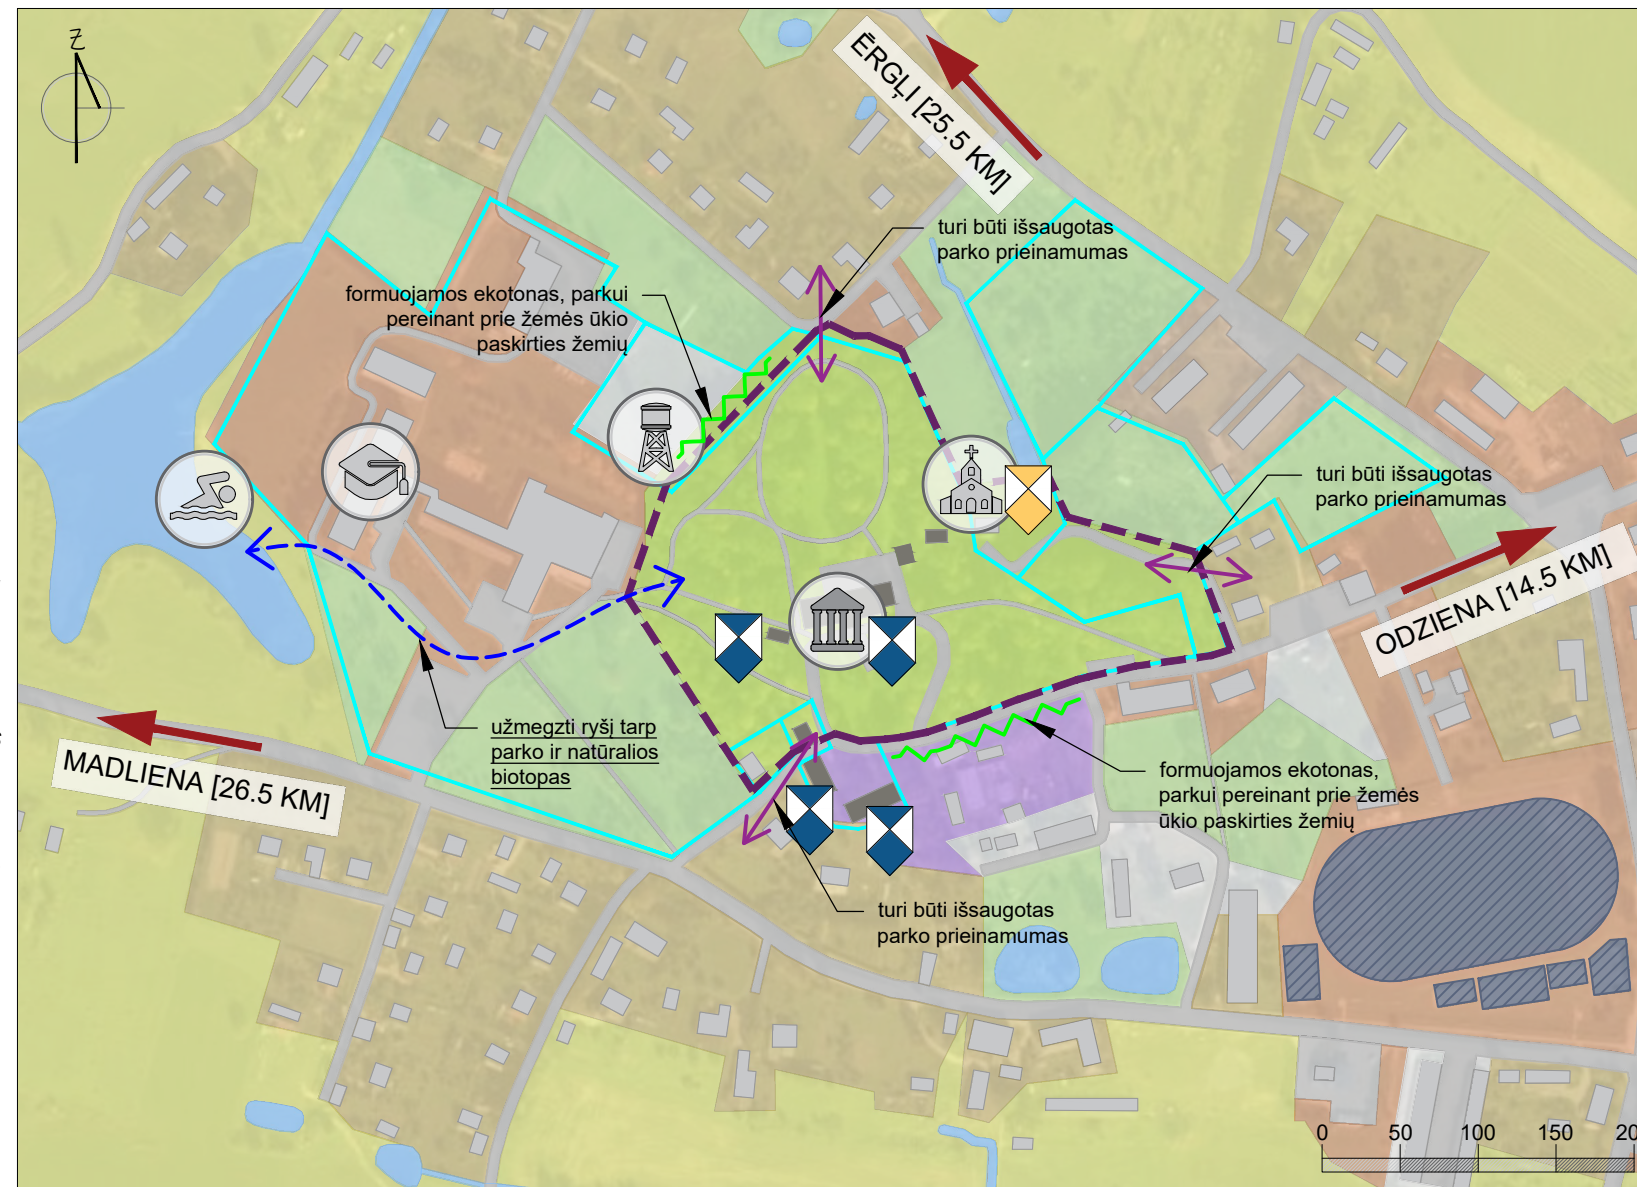 Z
ĒRGĻI [25.5 KM]
turi būti išsaugotas
parko prieinamumas
formuojamos ekotonas, parkui
pereinant prie žemės ūkio
paskirties žemių
turi būti išsaugotas
parko prieinamumas
ODZIENA [14.5 KM]
užmegzti ryšį tarp
parko ir natūralios
biotopas
MADLIENA [26.5 KM]
formuojamos ekotonas,
parkui pereinant prie žemės
ūkio paskirties žemių
turi būti išsaugotas
parko prieinamumas
0 50 100 150 20